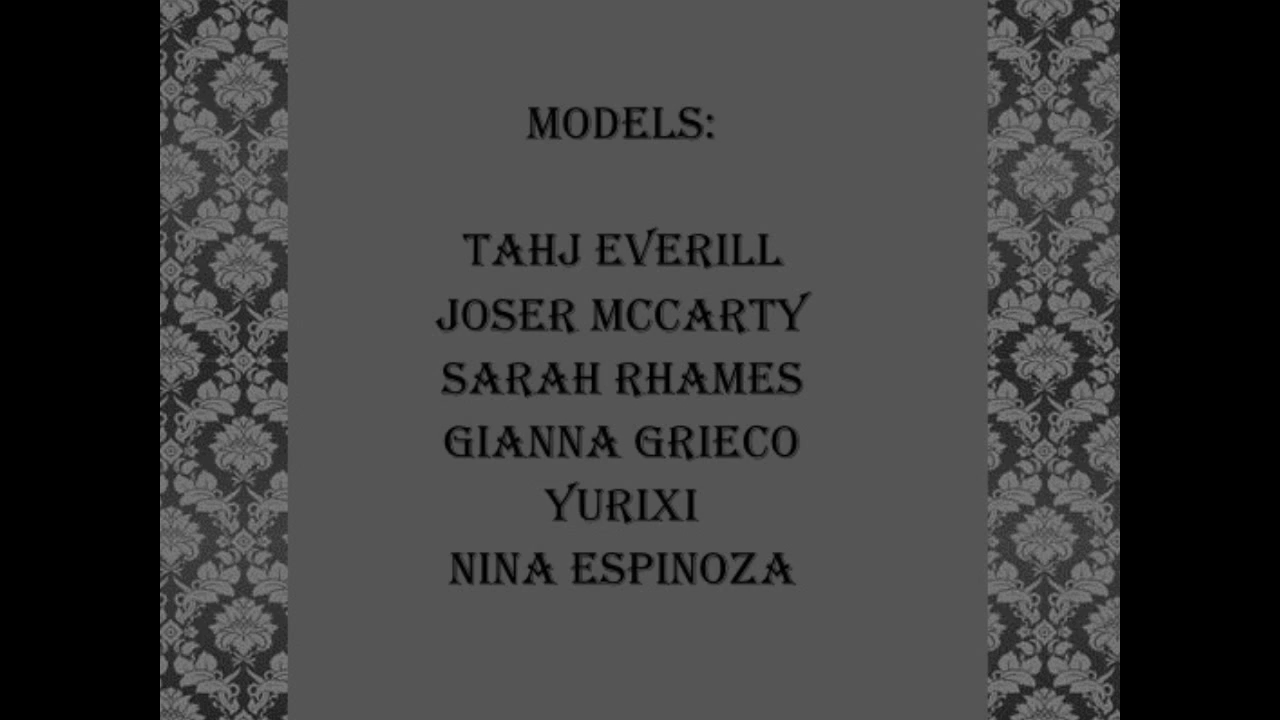 MODELS:
TAHJ EVERILL
JOSER MCCARTY
SARAH RHAMES
GIANNA GRIECO
YURIXI
NINA ESPINOZA